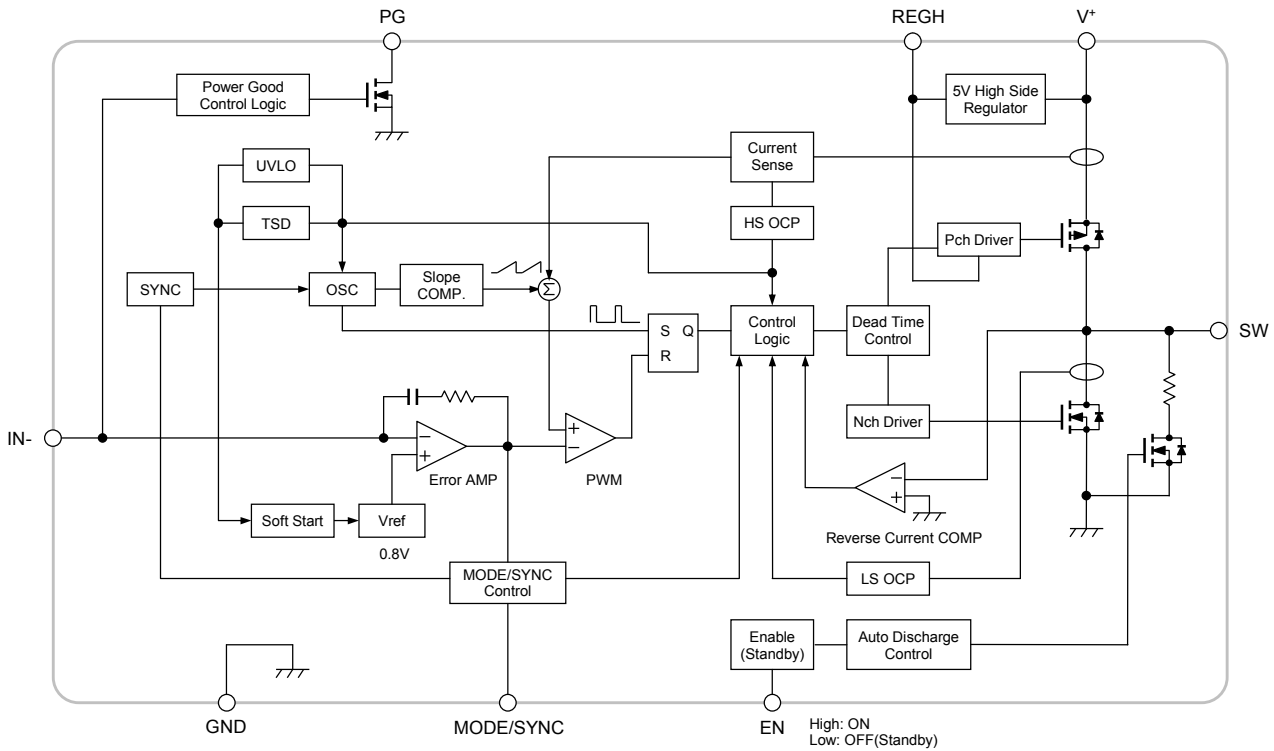 PG
REGH
V+
Power Good
Control Logic
5V High Side
Regulator
UVLO
Current
Sense
TSD
HS OCP
Pch Driver
SYNC
OSC
Slope
COMP.
Σ
S Q
R
Control
Logic
Dead Time
Control
SW
Nch Driver
IN-
−
+
Error AMP
+
−
PWM
−
+
Reverse Current COMP
Soft Start
Vref
0.8V
MODE/SYNC
Control
LS OCP
Enable
(Standby)
Auto Discharge
Control
GND
MODE/SYNC
EN
High: ON
Low: OFF(Standby)